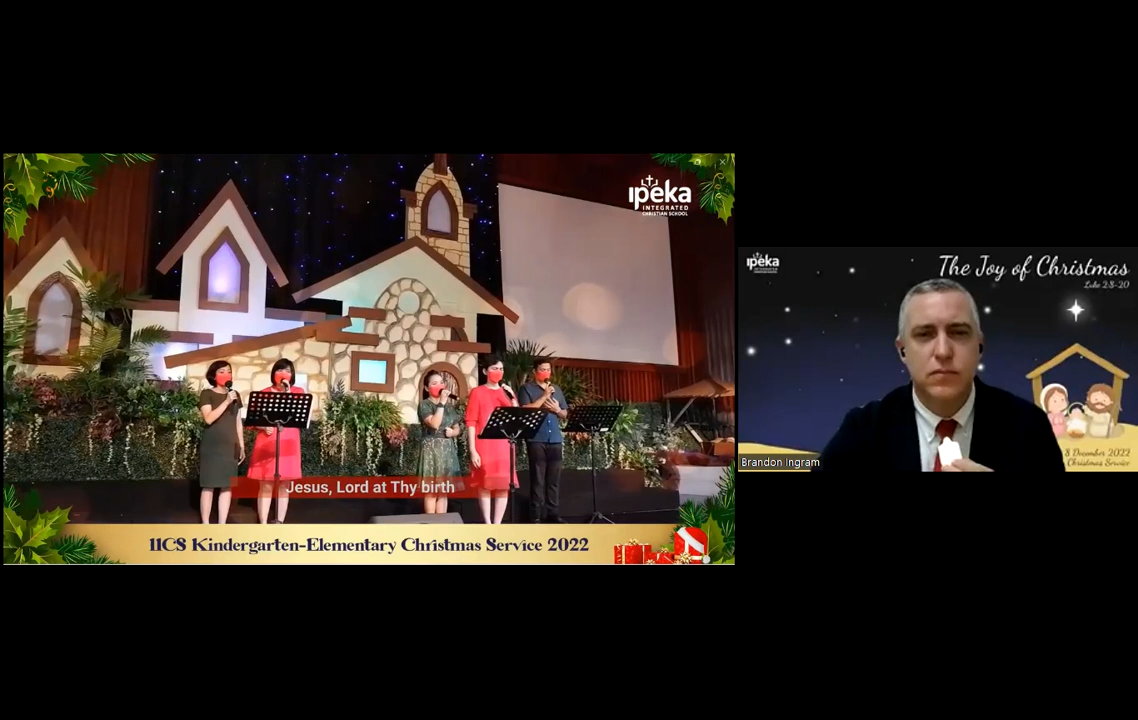 ipeka
INTEGRATED
CHRISTIAN SCHOOL
Jesus, Lord at Thy birth
11CS Kindergarten-Elementary Christmas Service 2022
ipeka
The Joy of Christmas
Luke 2:8-20
8 December 2022
Christmas Service
Brandon Ingram